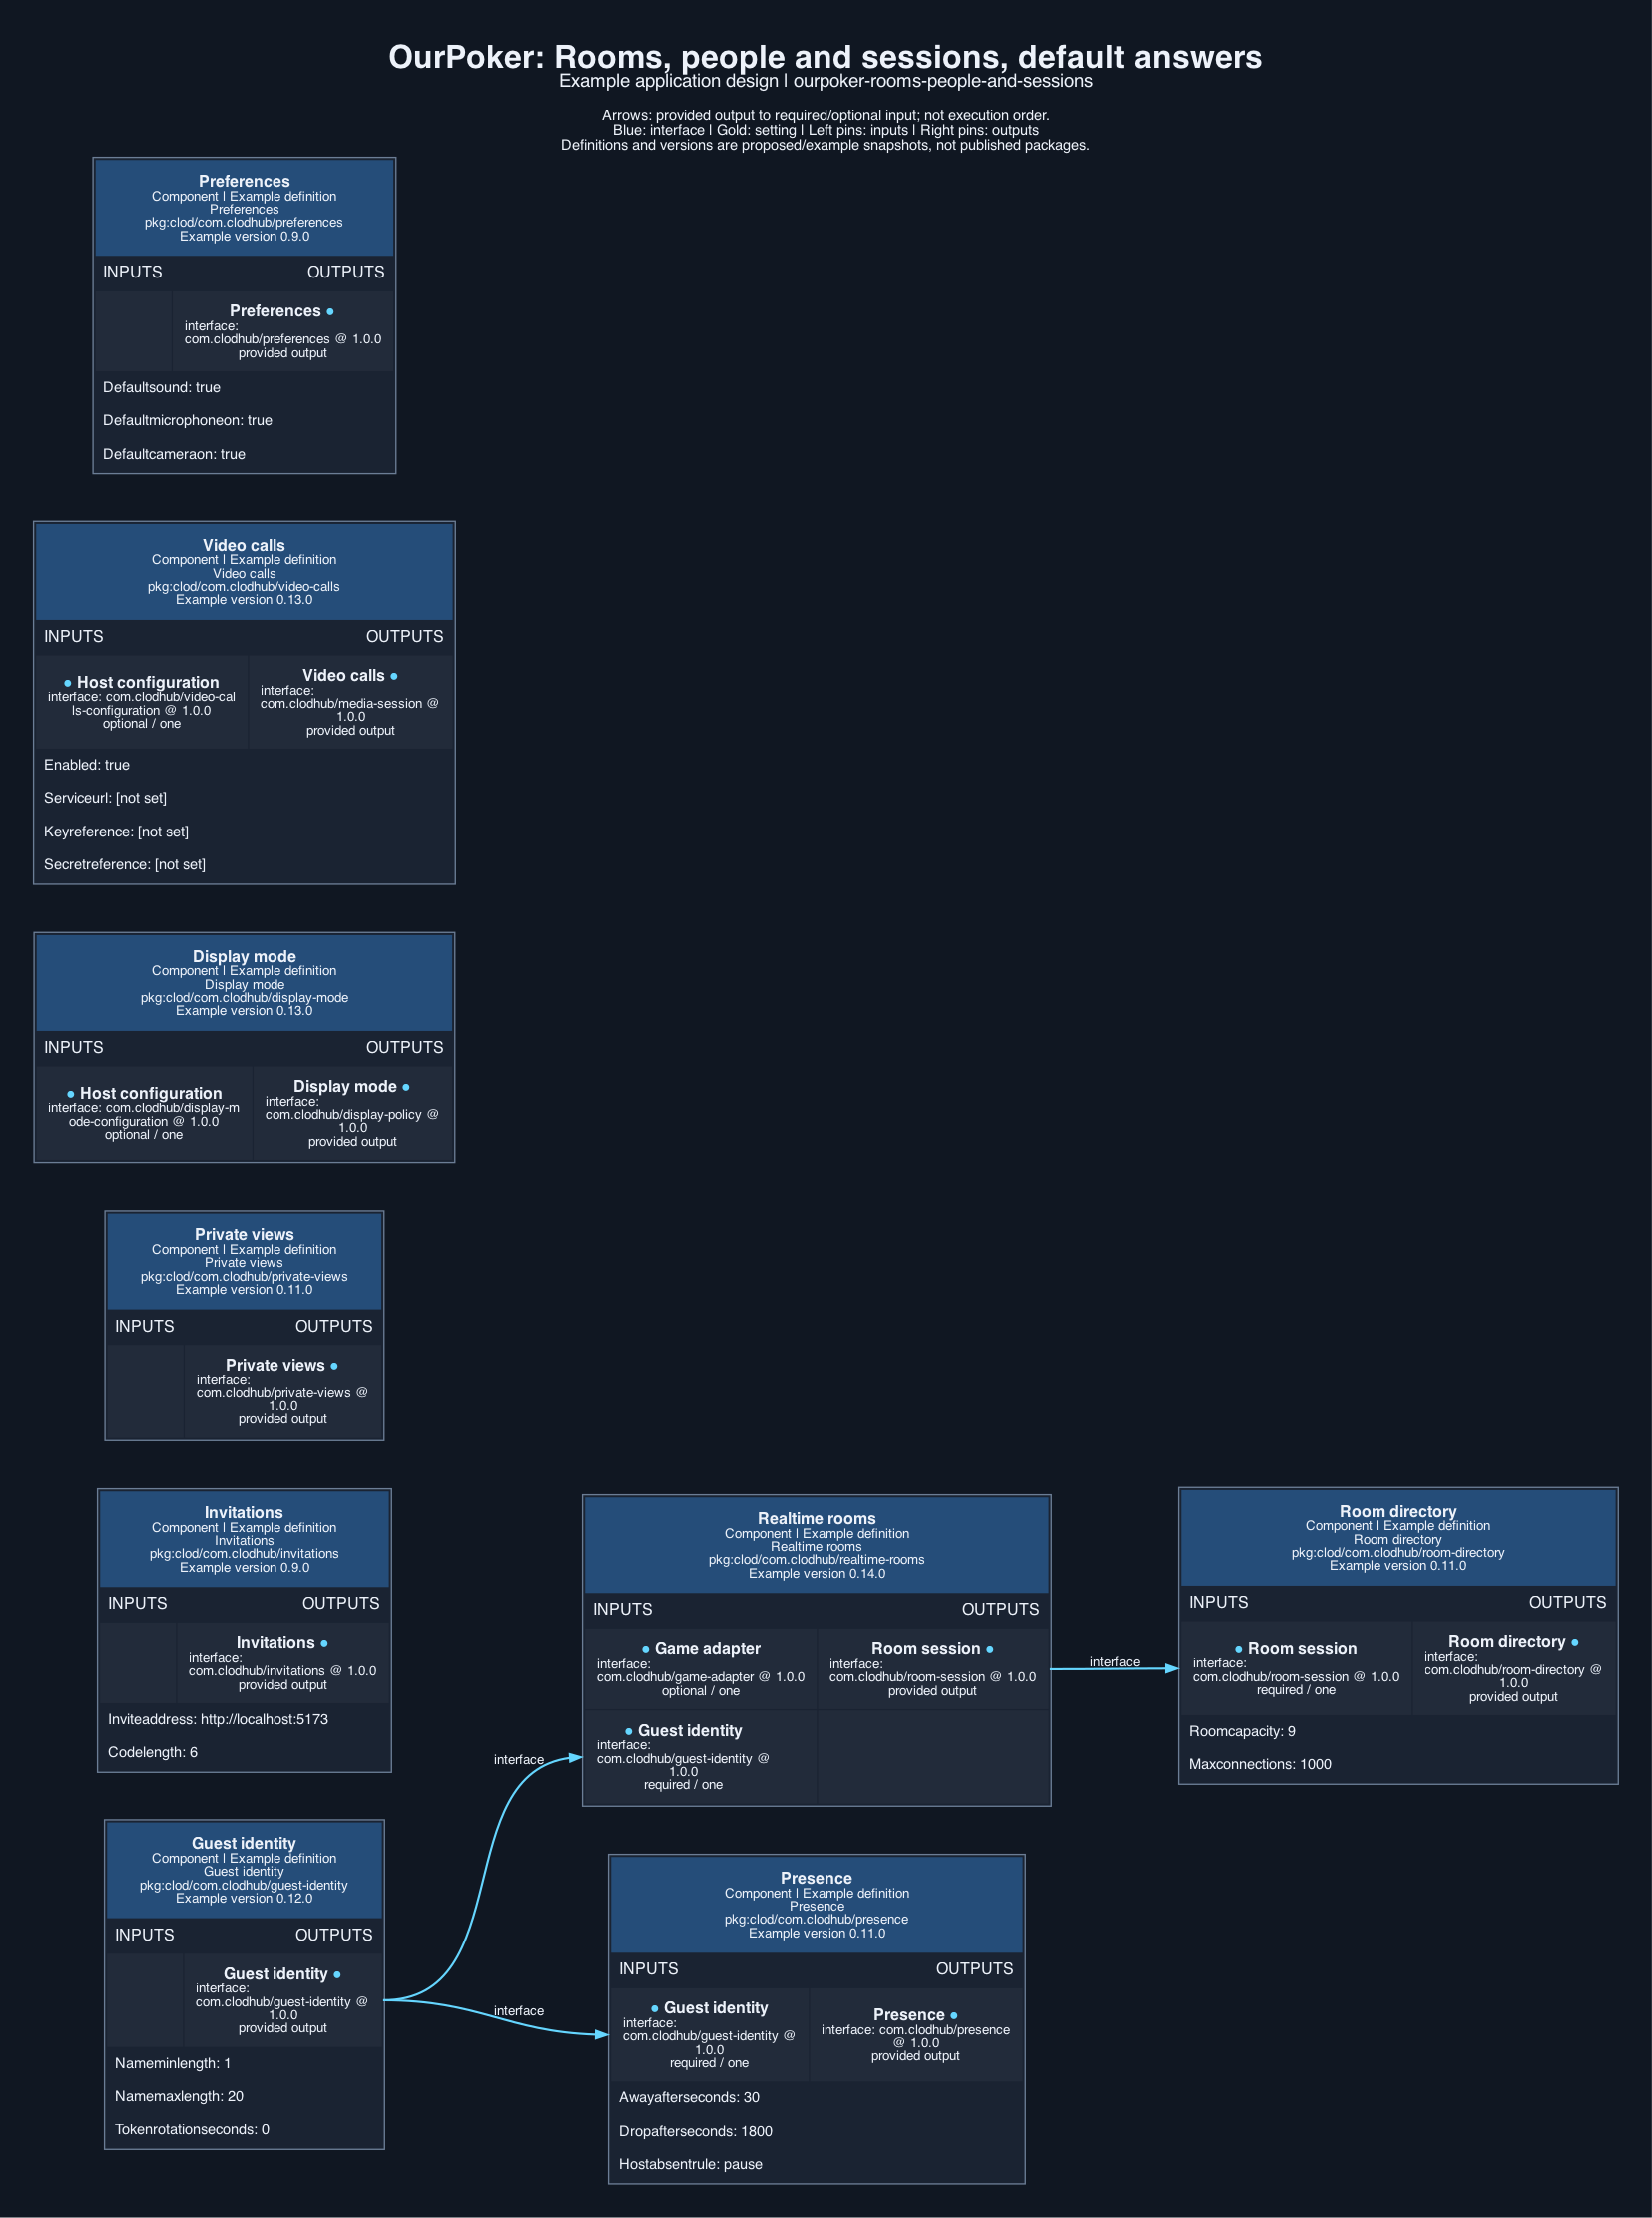 OurPoker: Rooms, people and sessions, default answers
Example application design | ourpoker-rooms-people-and-sessions
Arrows: provided output to required/optional input; not execution order.
Blue: interface | Gold: setting | Left pins: inputs | Right pins: outputs
Definitions and versions are proposed/example snapshots, not published packages.
Preferences
Component | Example definition
Preferences
pkg:clod/com.clodhub/preferences
Example version 0.9.0
INPUTS OUTPUTS
Preferences
interface:
com.clodhub/preferences @ 1.0.0
provided output
Defaultsound: true
Defaultmicrophoneon: true
Defaultcameraon: true
Video calls
Component | Example definition
Video calls
pkg:clod/com.clodhub/video-calls
Example version 0.13.0
INPUTS OUTPUTS
Host configuration
interface: com.clodhub/video-cal
ls-configuration @ 1.0.0
optional / one
Video calls
interface:
com.clodhub/media-session @
1.0.0
provided output
Enabled: true
Serviceurl: [not set]
Keyreference: [not set]
Secretreference: [not set]
Display mode
Component | Example definition
Display mode
pkg:clod/com.clodhub/display-mode
Example version 0.13.0
INPUTS OUTPUTS
Host configuration
interface: com.clodhub/display-m
ode-configuration @ 1.0.0
optional / one
Display mode
interface:
com.clodhub/display-policy @
1.0.0
provided output
Private views
Component | Example definition
Private views
pkg:clod/com.clodhub/private-views
Example version 0.11.0
INPUTS OUTPUTS
Private views
interface:
com.clodhub/private-views @
1.0.0
provided output
Invitations
Component | Example definition
Invitations
pkg:clod/com.clodhub/invitations
Example version 0.9.0
INPUTS OUTPUTS
Invitations
interface:
com.clodhub/invitations @ 1.0.0
provided output
Inviteaddress: http://localhost:5173
Codelength: 6
Realtime rooms
Component | Example definition
Realtime rooms
pkg:clod/com.clodhub/realtime-rooms
Example version 0.14.0
INPUTS OUTPUTS
Game adapter
interface:
com.clodhub/game-adapter @ 1.0.0
optional / one
Room session
interface:
com.clodhub/room-session @ 1.0.0
provided output
Guest identity
interface:
com.clodhub/guest-identity @
1.0.0
required / one
interface
Room directory
Component | Example definition
Room directory
pkg:clod/com.clodhub/room-directory
Example version 0.11.0
INPUTS OUTPUTS
Room session
interface:
com.clodhub/room-session @ 1.0.0
required / one
Room directory
interface:
com.clodhub/room-directory @
1.0.0
provided output
Roomcapacity: 9
Maxconnections: 1000
interface
Guest identity
Component | Example definition
Guest identity
pkg:clod/com.clodhub/guest-identity
Example version 0.12.0
INPUTS OUTPUTS
Guest identity
interface:
com.clodhub/guest-identity @
1.0.0
provided output
Nameminlength: 1
Namemaxlength: 20
Tokenrotationseconds: 0
interface
Presence
Component | Example definition
Presence
pkg:clod/com.clodhub/presence
Example version 0.11.0
INPUTS OUTPUTS
Guest identity
interface:
com.clodhub/guest-identity @
1.0.0
required / one
Presence
interface: com.clodhub/presence
@ 1.0.0
provided output
Awayafterseconds: 30
Dropafterseconds: 1800
Hostabsentrule: pause